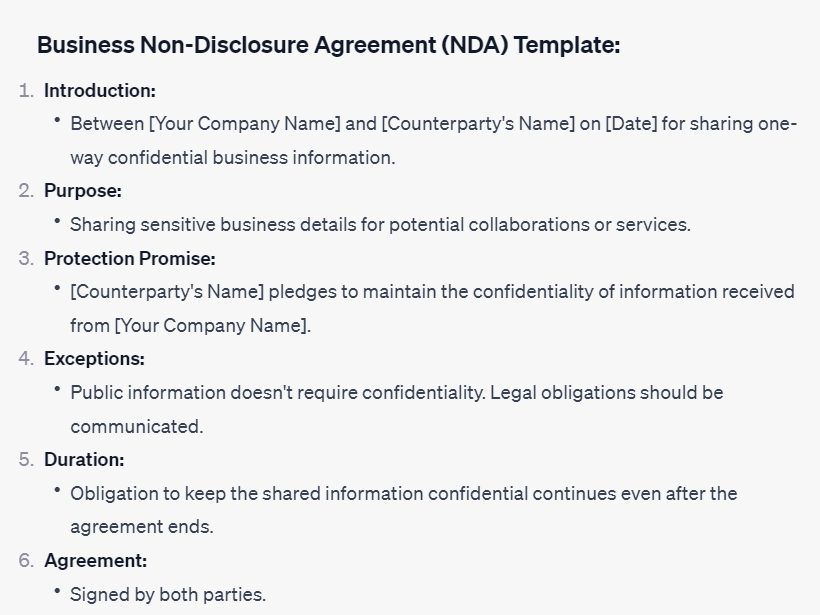 Business Non-Disclosure Agreement (NDA) Template:
1. Introduction:
• Between [Your Company Name] and [Counterparty's Name] on [Date] for sharing one-
way confidential business information.
2. Purpose:
• Sharing sensitive business details for potential collaborations or services.
3. Protection Promise:
• [Counterparty's Name] pledges to maintain the confidentiality of information received
from [Your Company Name].
4. Exceptions:
• Public information doesn't require confidentiality. Legal obligations should be
communicated.
5. Duration:
• Obligation to keep the shared information confidential continues even after the
agreement ends.
6. Agreement:
• Signed by both parties.